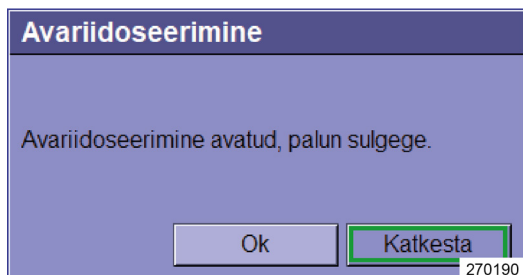 Avariidoseerimine
Avariidoseerimine avatud, palun sulgege.
Ok
Katkesta
270190